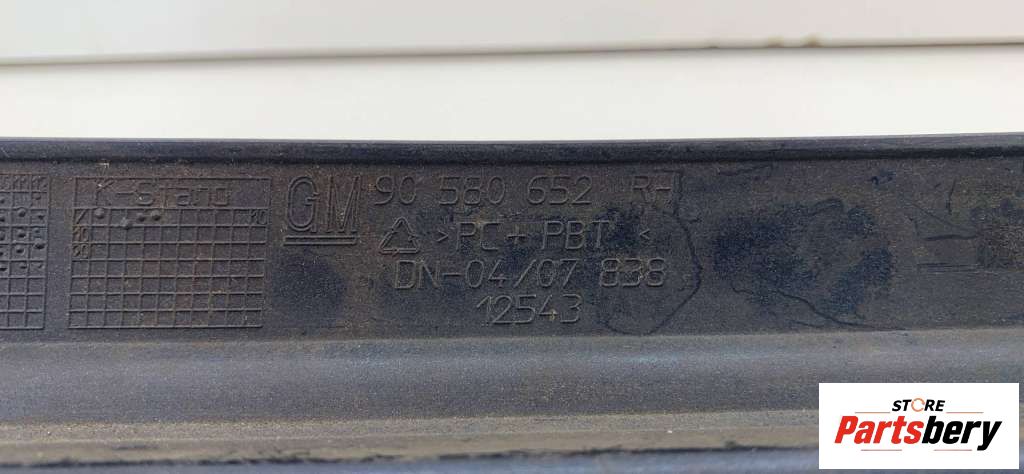 K-Stand
GM 90 580 652 RH
>PC+PBT<
DN-04/07 838
12543
STORE
Partsbery